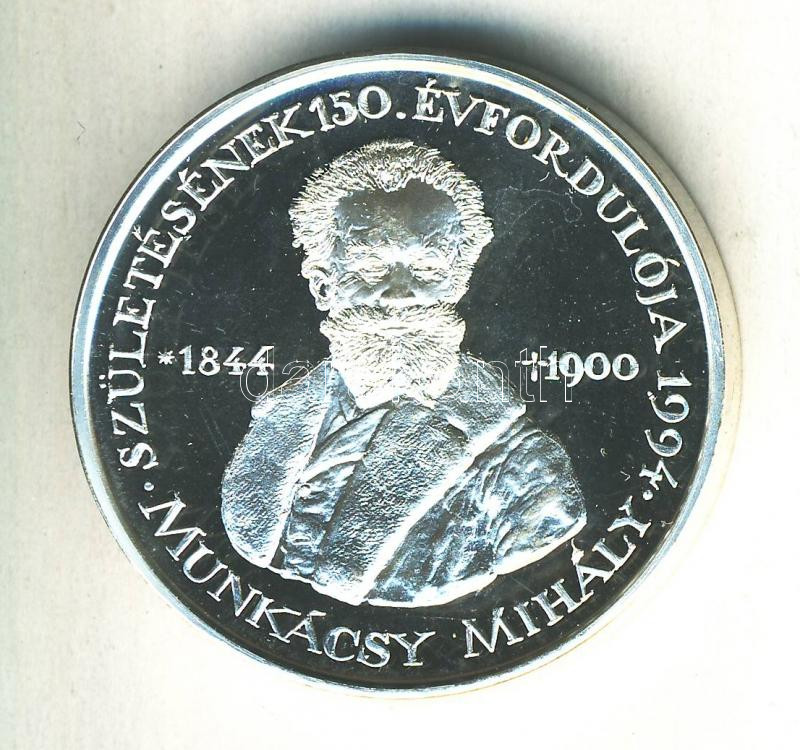 SZÜLETÉSÉNEK 150. ÉVFORDULÓJA 1994.
*1844
†1900
· MUNKÁCSY MIHÁLY ·